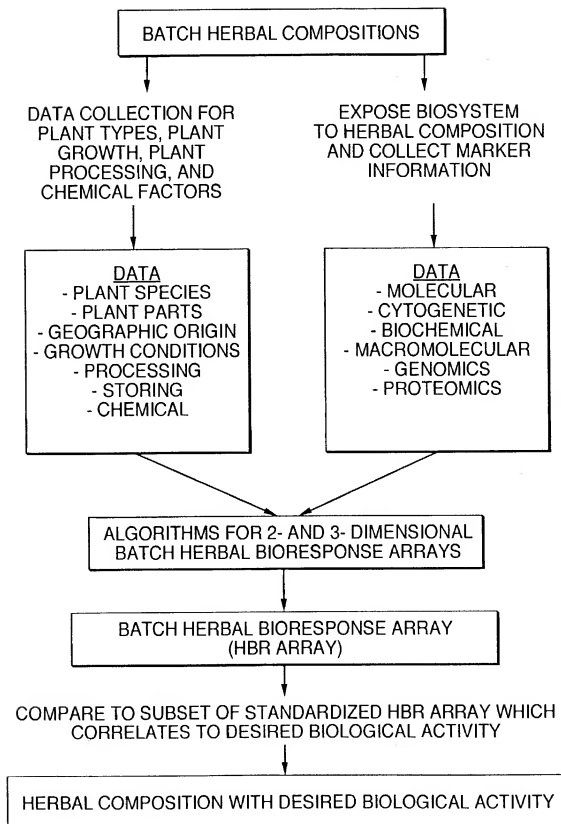 BATCH HERBAL COMPOSITIONS
DATA COLLECTION FOR
PLANT TYPES, PLANT
GROWTH, PLANT
PROCESSING, AND
CHEMICAL FACTORS
EXPOSE BIOSYSTEM
TO HERBAL COMPOSITION
AND COLLECT MARKER
INFORMATION
DATA
- PLANT SPECIES
- PLANT PARTS
- GEOGRAPHIC ORIGIN
- GROWTH CONDITIONS
- PROCESSING
- STORING
- CHEMICAL
DATA
- MOLECULAR
- CYTOGENETIC
- BIOCHEMICAL
- MACROMOLECULAR
- GENOMICS
- PROTEOMICS
ALGORITHMS FOR 2- AND 3- DIMENSIONAL
BATCH HERBAL BIORESPONSE ARRAYS
BATCH HERBAL BIORESPONSE ARRAY
(HBR ARRAY)
COMPARE TO SUBSET OF STANDARDIZED HBR ARRAY WHICH
CORRELATES TO DESIRED BIOLOGICAL ACTIVITY
HERBAL COMPOSITION WITH DESIRED BIOLOGICAL ACTIVITY